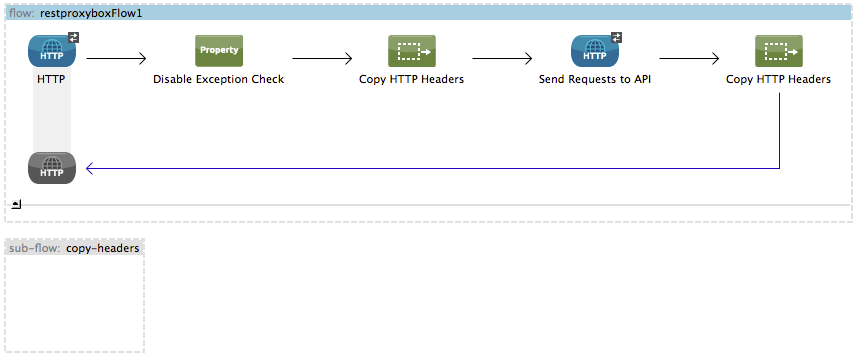 flow: restproxyboxFlow1
HTTP Property HTTP
HTTP Disable Exception Check Copy HTTP Headers Send Requests to API Copy HTTP Headers
HTTP
sub-flow: copy-headers